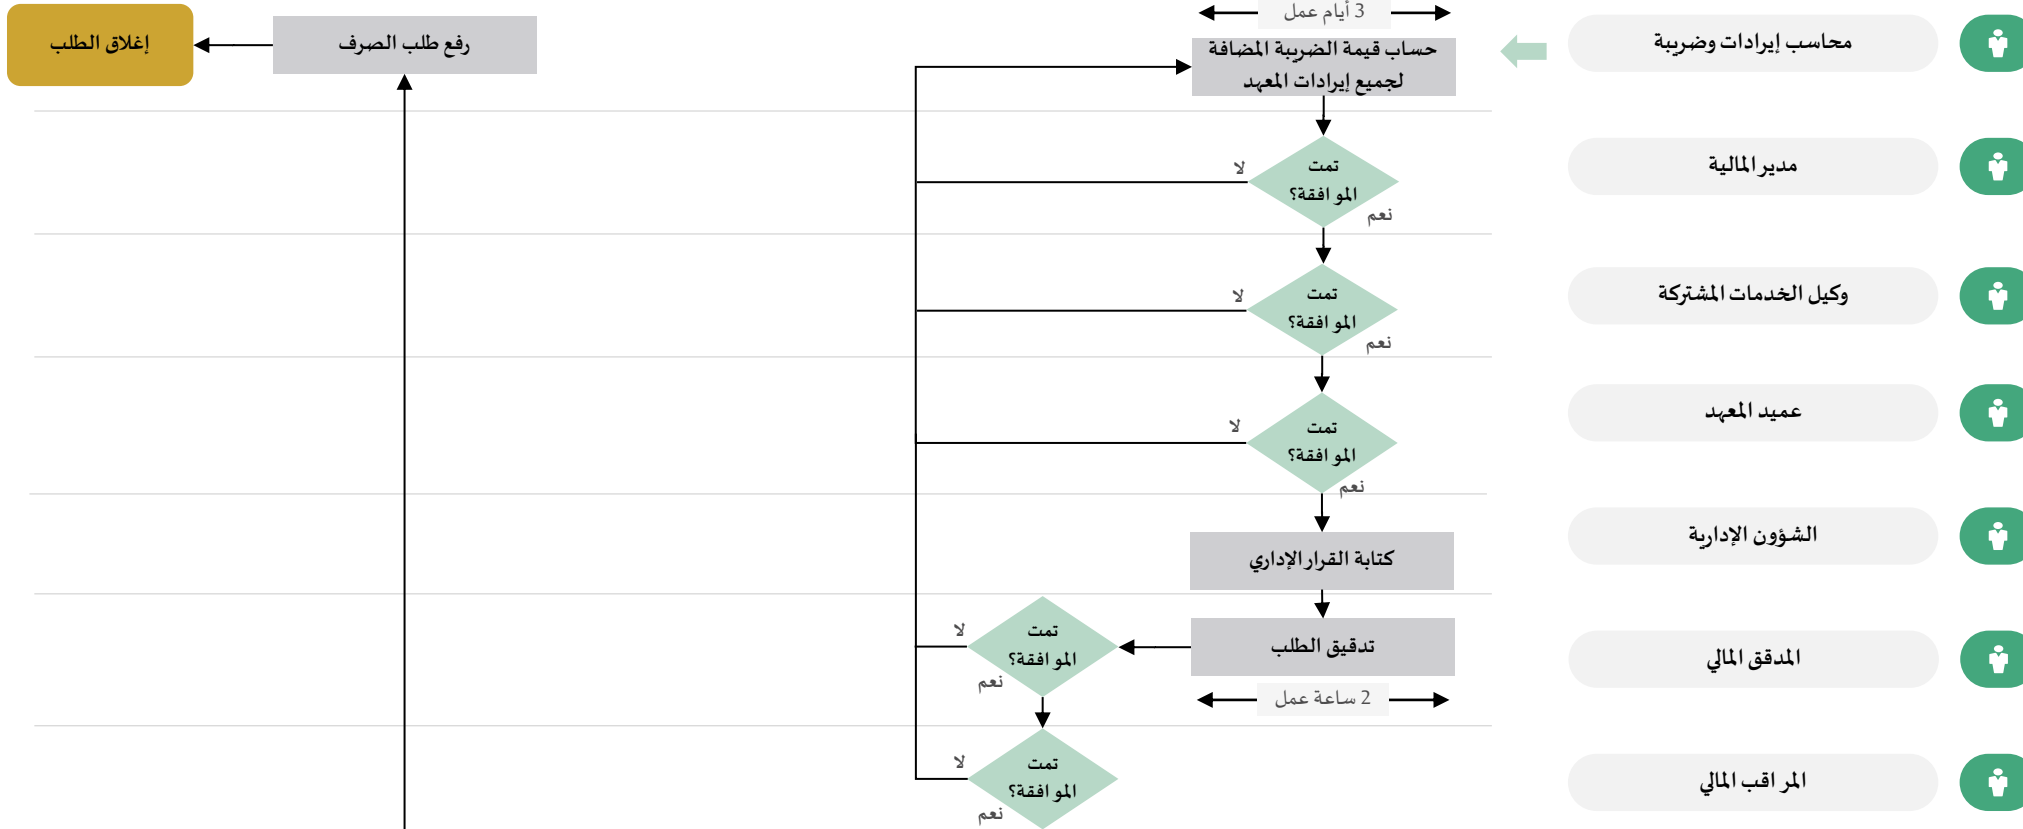 3 أيام عمل
محاسب إيرادات وضريبة
حساب قيمة الضريبة المضافة
لجميع إيرادات المعهد
رفع طلب الصرف
إغلاق الطلب
مدير المالية
تمت
الموافقة؟
لا
نعم
وكيل الخدمات المشتركة
تمت
الموافقة؟
لا
نعم
عميد المعهد
تمت
الموافقة؟
لا
نعم
الشؤون الإدارية
كتابة القرار الإداري
المدقق المالي
تدقيق الطلب
2 ساعة عمل
تمت
الموافقة؟
لا
نعم
المراقب المالي
تمت
الموافقة؟
لا
نعم